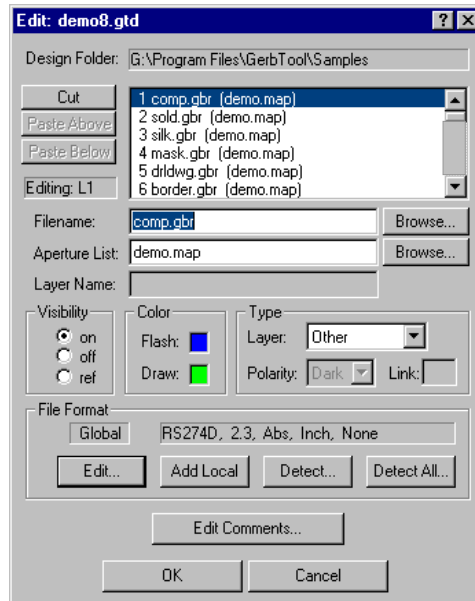 Edit: demo8.gtd
Design Folder: G:\Program Files\GerbTool\Samples
Cut
Paste Above
Paste Below
Editing: L1
1 comp.gbr (demo.map)
2 sold.gbr (demo.map)
3 silk.gbr (demo.map)
4 mask.gbr (demo.map)
5 drldwg.gbr (demo.map)
6 border.gbr (demo.map)
Filename: comp.gbr Browse...
Aperture List: demo.map Browse...
Layer Name:
Visibility
on
off
ref
Color
Flash:
Draw:
Type
Layer: Other
Polarity: Dark Link:
File Format
Global RS274D, 2.3, Abs, Inch, None
Edit... Add Local Detect... Detect All...
Edit Comments...
OK Cancel